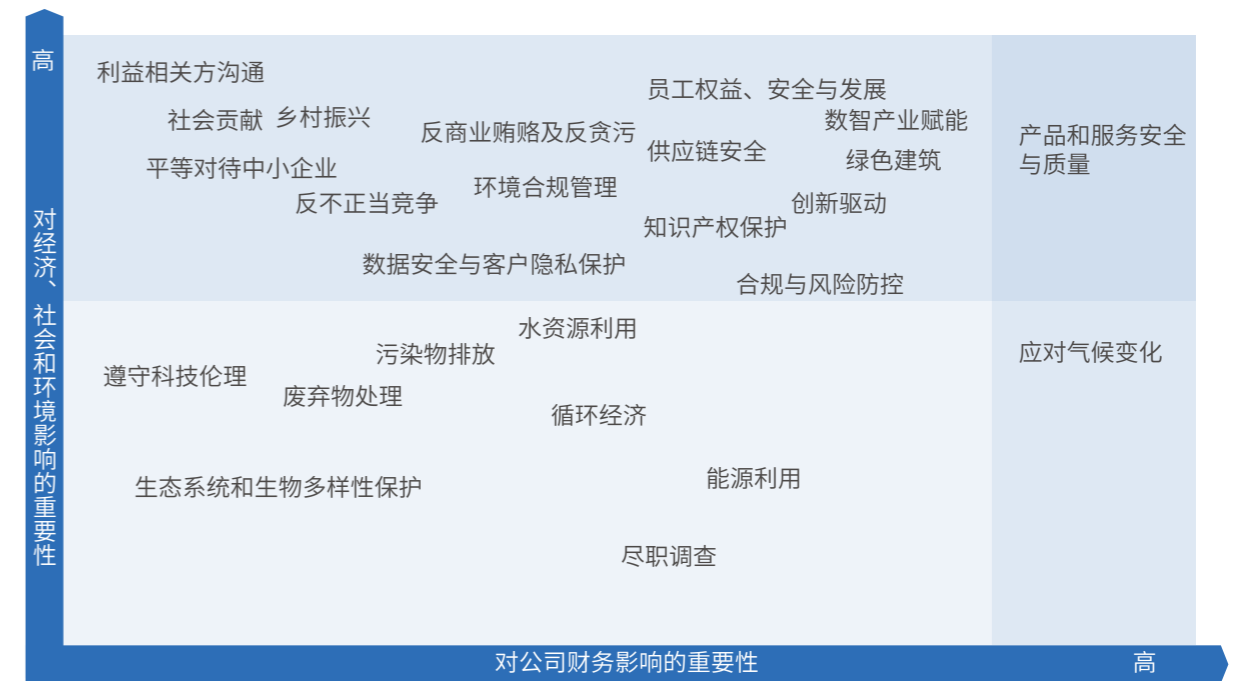 高
对经济、社会和环境影响的重要性
利益相关方沟通
员工权益、安全与发展
社会贡献
乡村振兴
数智产业赋能
反商业贿赂及反贪污
产品和服务安全
与质量
供应链安全
绿色建筑
平等对待中小企业
环境合规管理
反不正当竞争
创新驱动
知识产权保护
数据安全与客户隐私保护
合规与风险防控
水资源利用
污染物排放
应对气候变化
遵守科技伦理
废弃物处理
循环经济
能源利用
生态系统和生物多样性保护
尽职调查
对公司财务影响的重要性
高